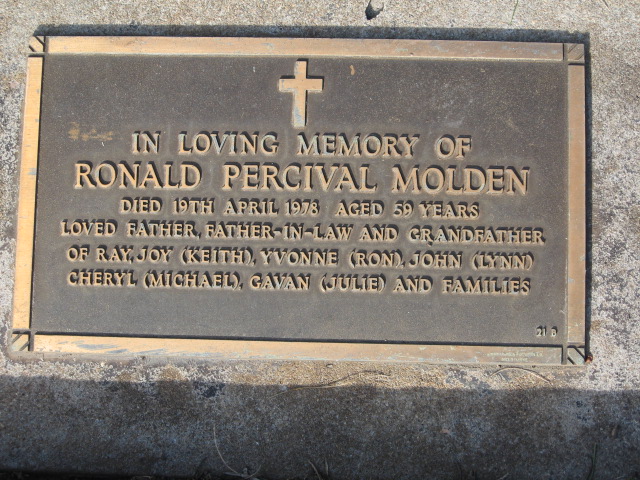 IN LOVING MEMORY OF
RONALD PERCIVAL MOLDEN
DIED 19TH APRIL 1978 AGED 59 YEARS
LOVED FATHER, FATHER-IN-LAW AND GRANDFATHER
OF RAY, JOY (KEITH), YVONNE (RON), JOHN (LYNN)
CHERYL (MICHAEL), GAVAN (JULIE) AND FAMILIES
21 B